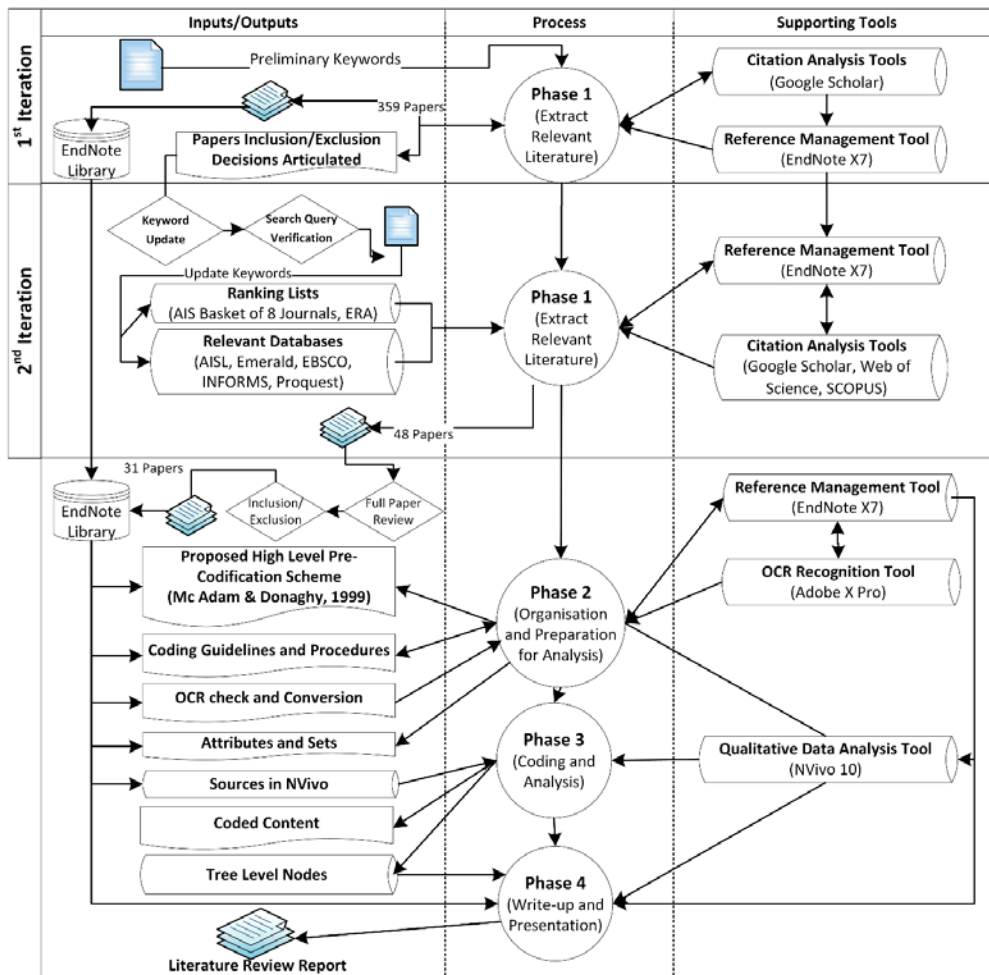 Inputs/Outputs
Process
Supporting Tools
1st Iteration
Preliminary Keywords
359 Papers
EndNote
Library
Papers Inclusion/Exclusion
Decisions Articulated
Phase 1
(Extract
Relevant
Literature)
Citation Analysis Tools
(Google Scholar)
Reference Management Tool
(EndNote X7)
2nd Iteration
Keyword
Update
Search Query
Verification
Update Keywords
Ranking Lists
(AIS Basket of 8 Journals, ERA)
Relevant Databases
(AISL, Emerald, EBSCO,
INFORMS, Proquest)
48 Papers
Phase 1
(Extract
Relevant
Literature)
Reference Management Tool
(EndNote X7)
Citation Analysis Tools
(Google Scholar, Web of
Science, SCOPUS)
31 Papers
EndNote
Library
Inclusion/
Exclusion
Full Paper
Review
Proposed High Level Pre-
Codification Scheme
(Mc Adam & Donaghy, 1999)
Coding Guidelines and Procedures
OCR check and Conversion
Attributes and Sets
Sources in NVivo
Coded Content
Tree Level Nodes
Literature Review Report
Phase 2
(Organisation
and Preparation
for Analysis)
Phase 3
(Coding and
Analysis)
Phase 4
(Write-up and
Presentation)
Reference Management Tool
(EndNote X7)
OCR Recognition Tool
(Adobe X Pro)
Qualitative Data Analysis Tool
(NVivo 10)